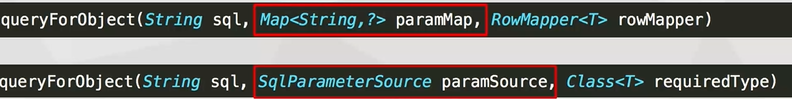 queryForObject(String sql, Map<String,?> paramMap, RowMapper<T> rowMapper)
queryForObject(String sql, SqlParameterSource paramSource, Class<T> requiredType)